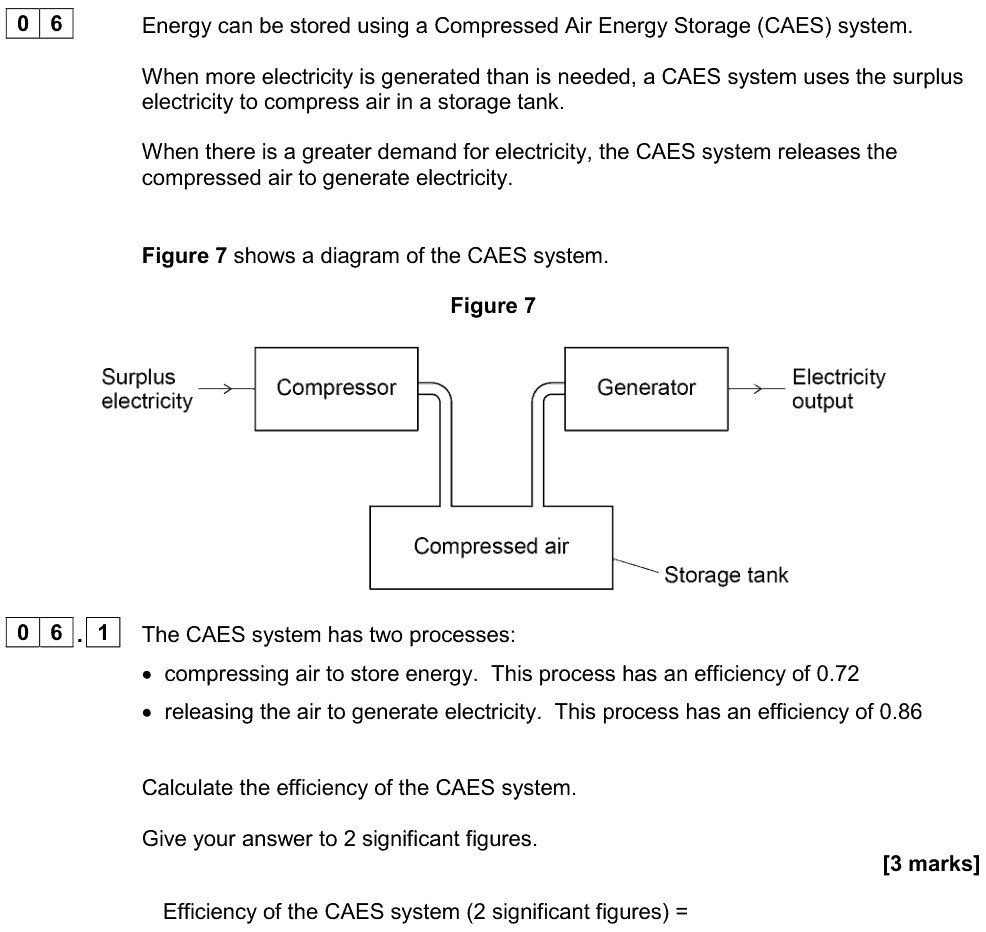 0 6 Energy can be stored using a Compressed Air Energy Storage (CAES) system.
When more electricity is generated than is needed, a CAES system uses the surplus
electricity to compress air in a storage tank.
When there is a greater demand for electricity, the CAES system releases the
compressed air to generate electricity.
Figure 7 shows a diagram of the CAES system.
Figure 7
Surplus
electricity
Compressor
Generator
Electricity
output
Compressed air
Storage tank
0 6 . 1 The CAES system has two processes:
• compressing air to store energy. This process has an efficiency of 0.72
• releasing the air to generate electricity. This process has an efficiency of 0.86
Calculate the efficiency of the CAES system.
Give your answer to 2 significant figures.
[3 marks]
Efficiency of the CAES system (2 significant figures) =